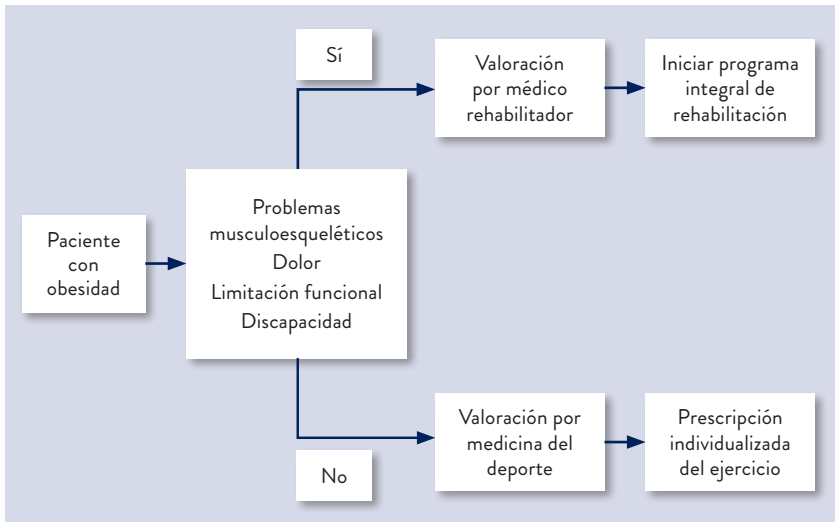 Paciente
con
obesidad
Problemas
musculoesqueléticos
Dolor
Limitación funcional
Discapacidad
Sí
Valoración
por médico
rehabilitador
Iniciar programa
integral de
rehabilitación
No
Valoración por
medicina del
deporte
Prescripción
individualizada
del ejercicio